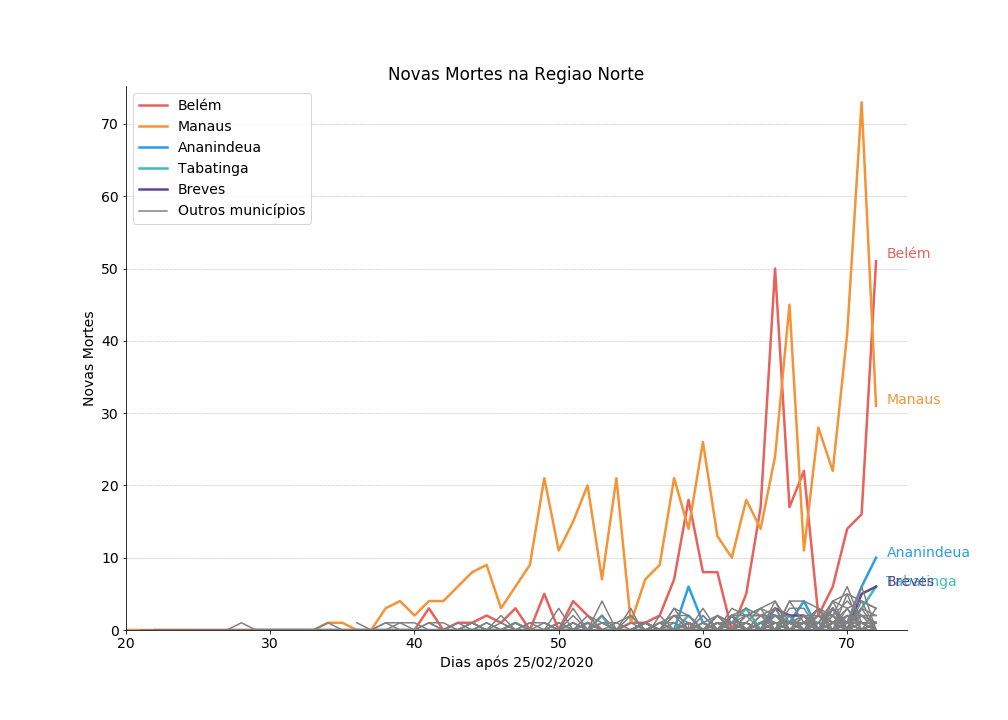 Novas Mortes na Regiao Norte
Belém
Manaus
Ananindeua
Tabatinga
Breves
Outros municípios
Novas Mortes
70
60
50
40
30
20
10
0
Belém
Manaus
Ananindeua
Tabatinga
Breves
20
30
40
50
60
70
Dias após 25/02/2020